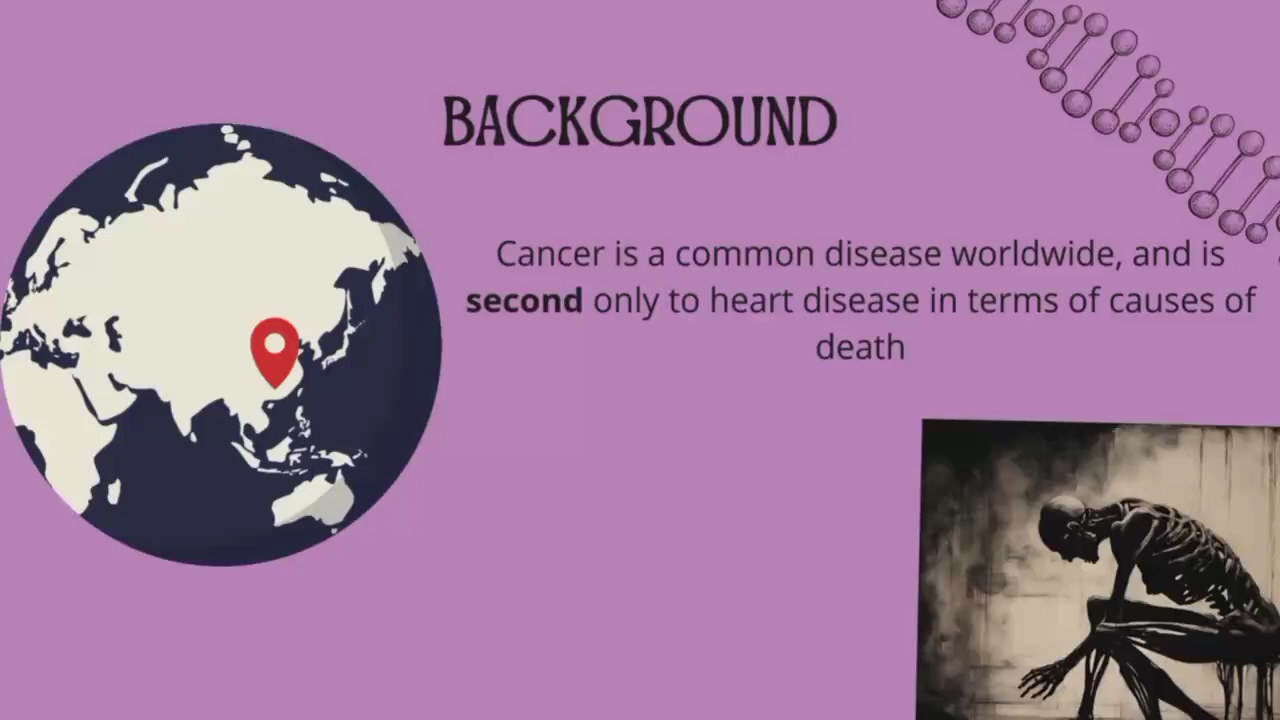 BACKGROUND
Cancer is a common disease worldwide, and is
second only to heart disease in terms of causes of
death